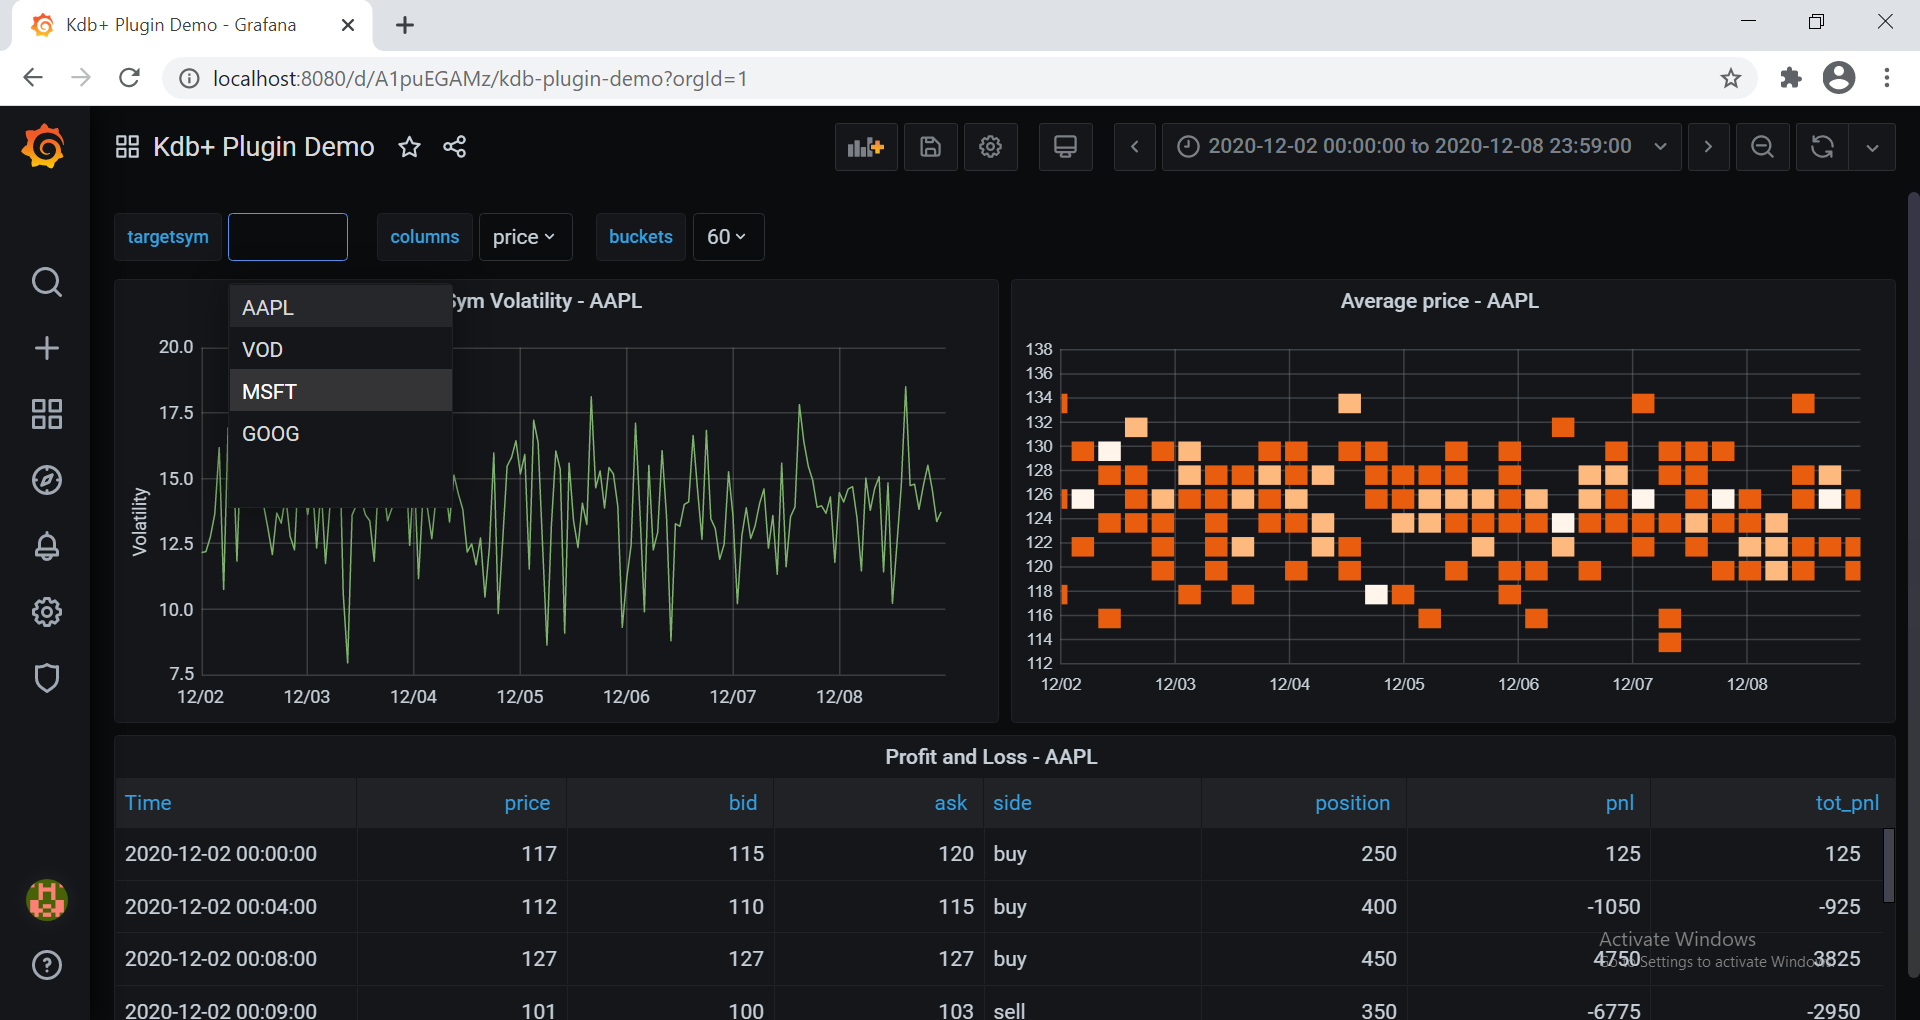 Kdb+ Plugin Demo - Grafana
localhost:8080/d/A1puEGAMz/kdb-plugin-demo?orgId=1
Kdb+ Plugin Demo
2020-12-02 00:00:00 to 2020-12-08 23:59:00
targetsym
columns price
buckets 60
AAPL
VOD
MSFT
GOOG
Sym Volatility - AAPL
20.0
17.5
15.0
12.5
10.0
7.5
Volatility
12/02 12/03 12/04 12/05 12/06 12/07 12/08
Average price - AAPL
138
136
134
132
130
128
126
124
122
120
118
116
114
112
12/02 12/03 12/04 12/05 12/06 12/07 12/08
Profit and Loss - AAPL
Time price bid ask side position pnl tot_pnl
2020-12-02 00:00:00 117 115 120 buy 250 125 125
2020-12-02 00:04:00 112 110 115 buy 400 -1050 -925
2020-12-02 00:08:00 127 127 127 buy 450 4750 3825
2020-12-02 00:09:00 101 100 103 sell 350 -6775 -2950
Activate Windows
Go to Settings to activate Windows.